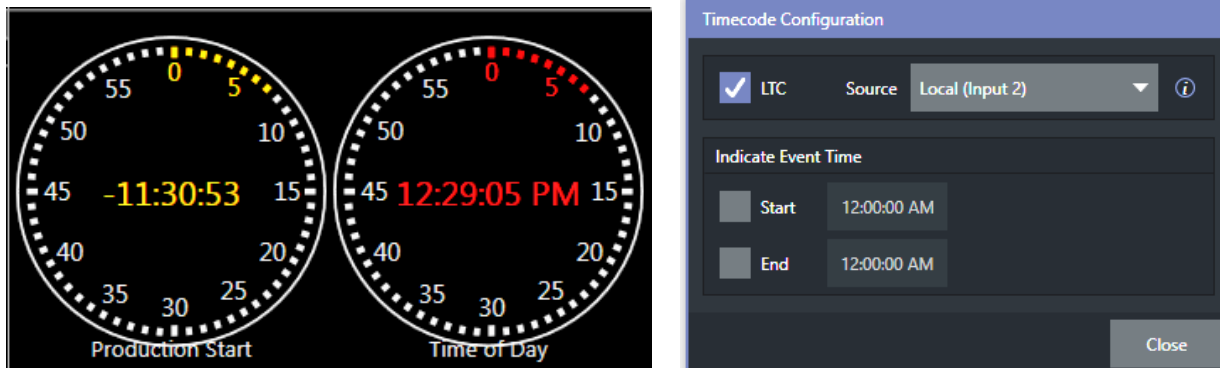 0
5
10
15
20
25
30
35
40
45
50
55
-11:30:53
Production Start
0
5
10
15
20
25
30
35
40
45
50
55
12:29:05 PM
Time of Day
Timecode Configuration
LTC Source Local (Input 2)
Indicate Event Time
Start 12:00:00 AM
End 12:00:00 AM
Close